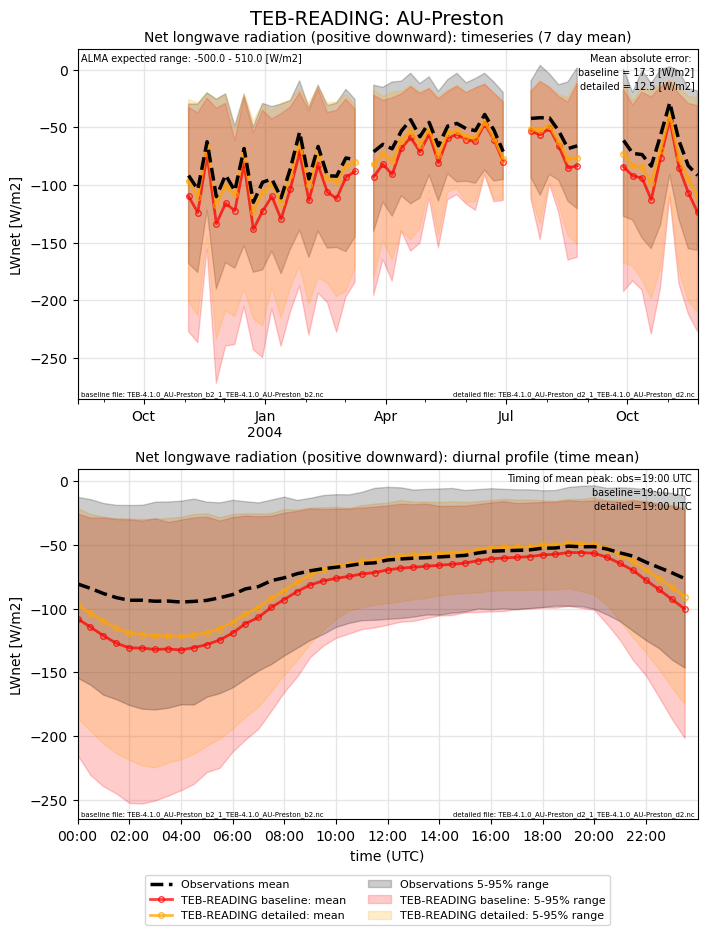 TEB-READING: AU-Preston
Net longwave radiation (positive downward): timeseries (7 day mean)
ALMA expected range: -500.0 - 510.0 [W/m2]
Mean absolute error:
baseline = 17.3 [W/m2]
detailed = 12.5 [W/m2]
LWnet [W/m2]
0
−50
−100
−150
−200
−250
baseline file: TEB-4.1.0_AU-Preston_b2_1_TEB-4.1.0_AU-Preston_b2.nc
detailed file: TEB-4.1.0_AU-Preston_d2_1_TEB-4.1.0_AU-Preston_d2.nc
Oct Jan Apr Jul Oct
2004
Net longwave radiation (positive downward): diurnal profile (time mean)
Timing of mean peak: obs=19:00 UTC
baseline=19:00 UTC
detailed=19:00 UTC
LWnet [W/m2]
0
−50
−100
−150
−200
−250
baseline file: TEB-4.1.0_AU-Preston_b2_1_TEB-4.1.0_AU-Preston_b2.nc
detailed file: TEB-4.1.0_AU-Preston_d2_1_TEB-4.1.0_AU-Preston_d2.nc
00:00 02:00 04:00 06:00 08:00 10:00 12:00 14:00 16:00 18:00 20:00 22:00
time (UTC)
Observations mean
TEB-READING baseline: mean
TEB-READING detailed: mean
Observations 5-95% range
TEB-READING baseline: 5-95% range
TEB-READING detailed: 5-95% range